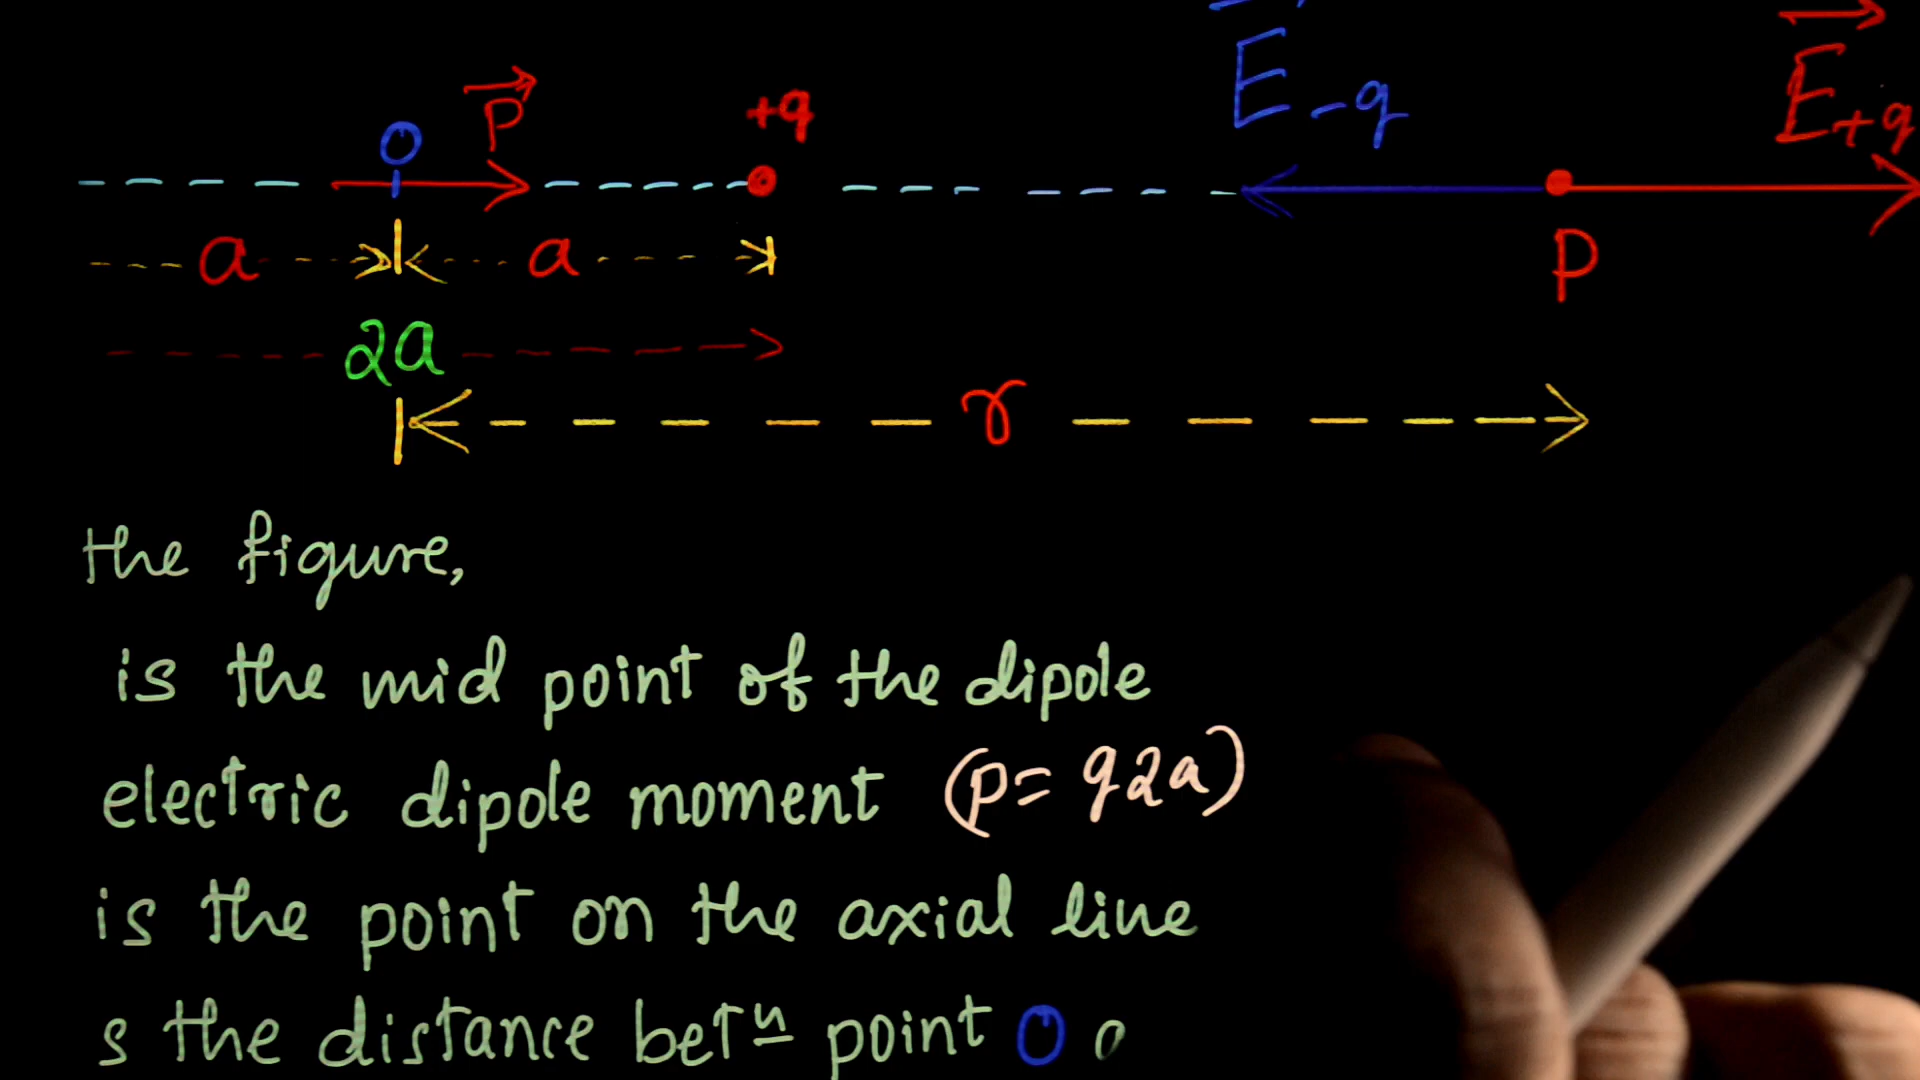 E-q E+q
P +q
O
a a P
2a
r
the figure,
is the mid point of the dipole
electric dipole moment (p= q2a)
is the point on the axial line
s the distance betn point O